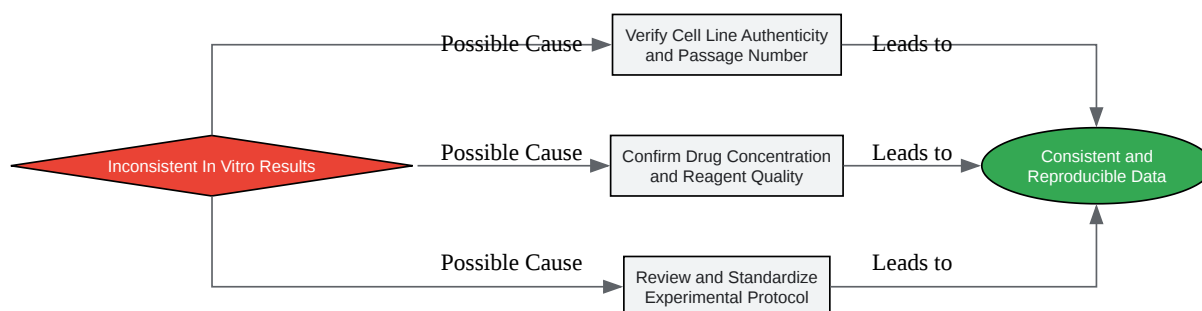 Possible Cause
Verify Cell Line Authenticity
and Passage Number
Leads to
Inconsistent In Vitro Results
Possible Cause
Confirm Drug Concentration
and Reagent Quality
Leads to
Consistent and
Reproducible Data
Possible Cause
Review and Standardize
Experimental Protocol
Leads to